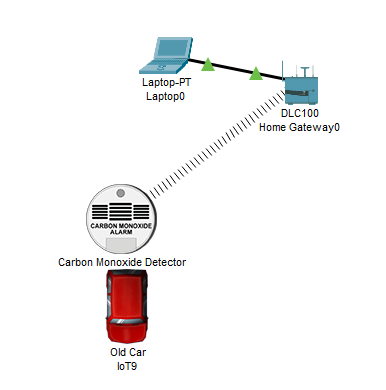 Laptop-PT
Laptop0
DLC100
Home Gateway0
CARBON MONOXIDE
ALARM
Carbon Monoxide Detector
Old Car
IoT9